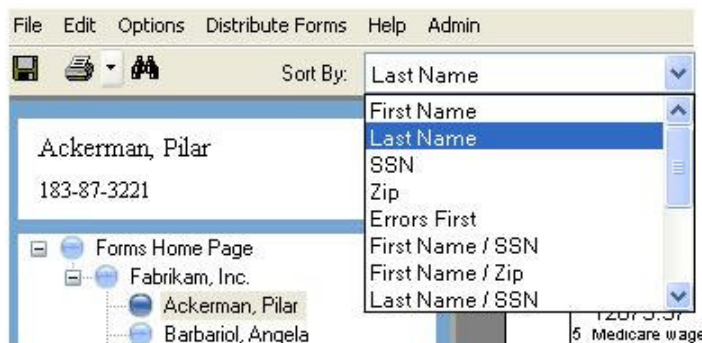 File Edit Options Distribute Forms Help Admin
Sort By: Last Name
First Name
Last Name
SSN
Zip
Errors First
First Name / SSN
First Name / Zip
Last Name / SSN
Ackerman, Pilar
183-87-3221
Forms Home Page
Fabrikam, Inc.
Ackerman, Pilar
Barbariol, Angela
5 Medicare wage